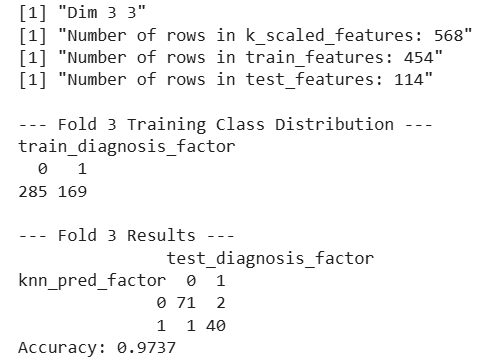 [1] "Dim 3 3"
[1] "Number of rows in k_scaled_features: 568"
[1] "Number of rows in train_features: 454"
[1] "Number of rows in test_features: 114"
--- Fold 3 Training Class Distribution ---
train_diagnosis_factor
0 1
285 169
--- Fold 3 Results ---
test_diagnosis_factor
knn_pred_factor 0 1
0 71 2
1 1 40
Accuracy: 0.9737